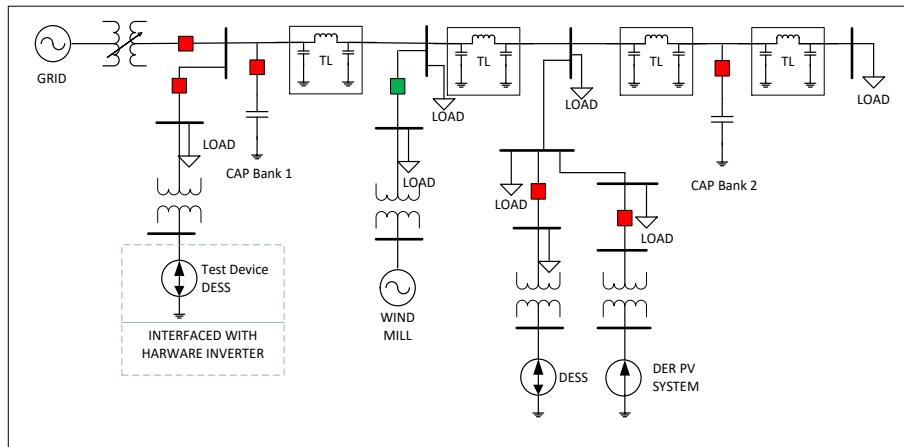 GRID
TL
TL
TL
TL
LOAD
LOAD
LOAD
LOAD
CAP Bank 1
LOAD
LOAD
CAP Bank 2
LOAD
Test Device
DESS
INTERFACED WITH
HARWARE INVERTER
WIND
MILL
DESS
DER PV
SYSTEM